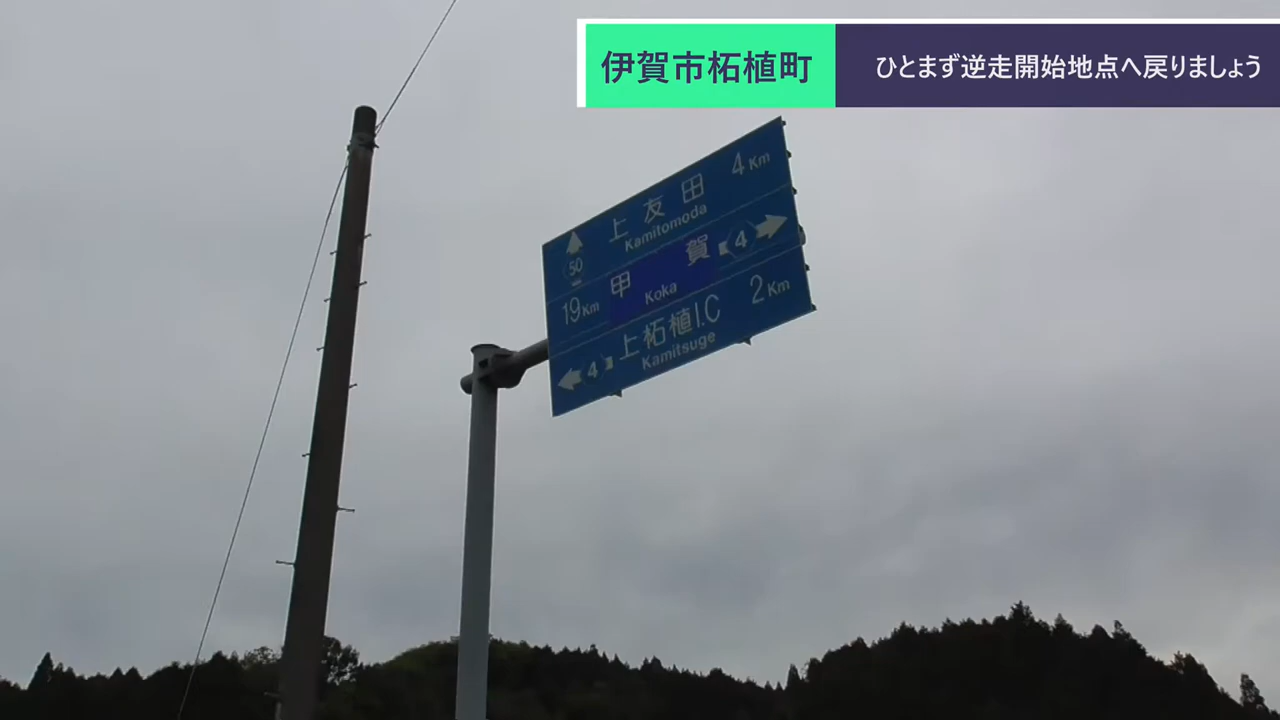 伊賀市柘植町
ひとまず逆走開始地点へ戻りましょう
上友田 4Km
Kamitomoda
50
19Km 甲賀 4
Koka
上柘植I.C 2Km
Kamitsuge
4